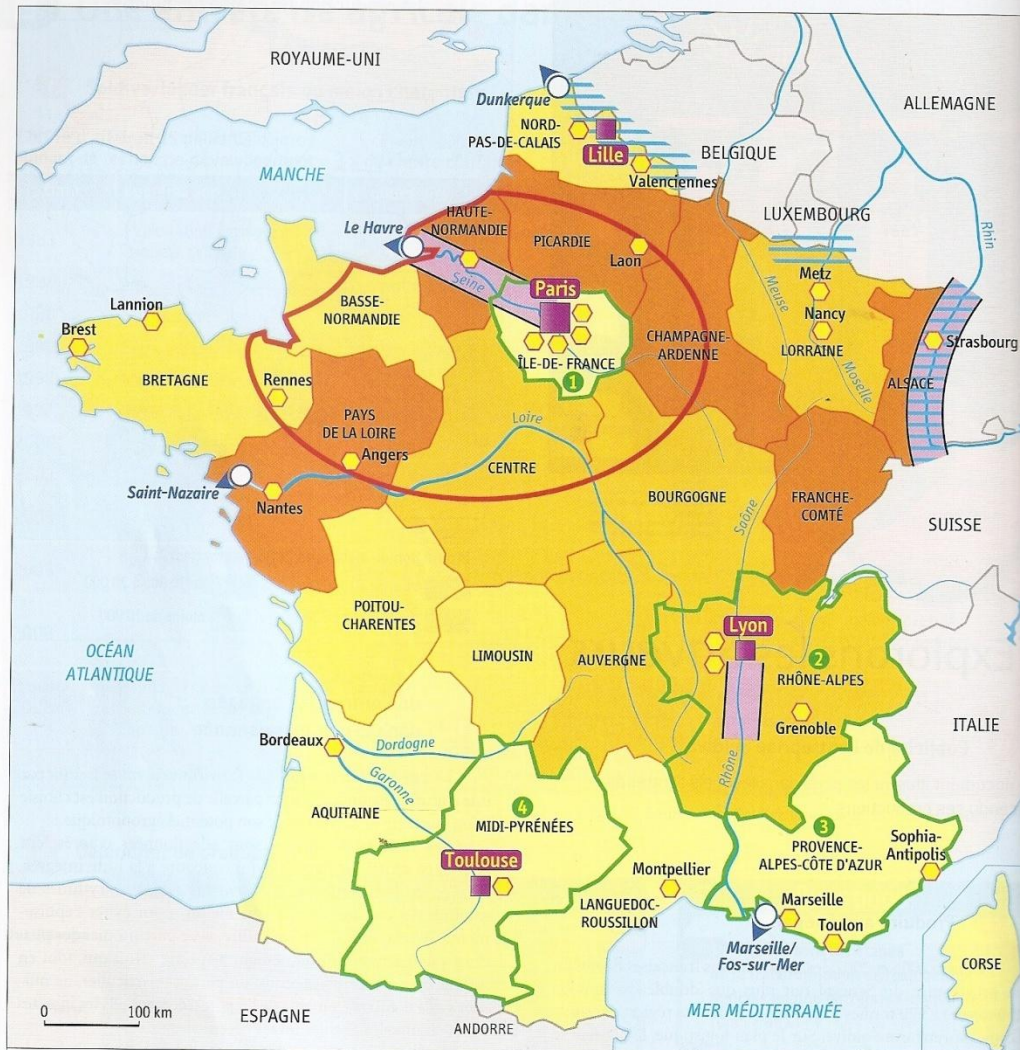 ROYAUME-UNI
ALLEMAGNE
Dunkerque
NORD-
PAS-DE-CALAIS
Lille
BELGIQUE
Valenciennes
MANCHE
LUXEMBOURG
Rhin
Le Havre
HAUTE-
NORMANDIE
PICARDIE
Laon
Seine
Meuse
Metz
Paris
Lannion
BASSE-
NORMANDIE
Nancy
Brest
CHAMPAGNE-
ARDENNE
LORRAINE
Strasbourg
ÎLE-DE-FRANCE
1
Moselle
ALSACE
BRETAGNE
Rennes
PAYS
DE LA LOIRE
Loire
Angers
CENTRE
Saint-Nazaire
Nantes
BOURGOGNE
Saône
FRANCHE-
COMTÉ
SUISSE
POITOU-
CHARENTES
Lyon
OCÉAN
ATLANTIQUE
LIMOUSIN
AUVERGNE
2
RHÔNE-ALPES
Grenoble
ITALIE
Bordeaux
Dordogne
Rhône
Garonne
AQUITAINE
4
MIDI-PYRÉNÉES
3
PROVENCE-
ALPES-CÔTE D'AZUR
Sophia-
Antipolis
Toulouse
Montpellier
LANGUEDOC-
ROUSSILLON
Marseille
Toulon
Marseille/
Fos-sur-Mer
CORSE
0 100 km
ESPAGNE
ANDORRE
MER MÉDITERRANÉE